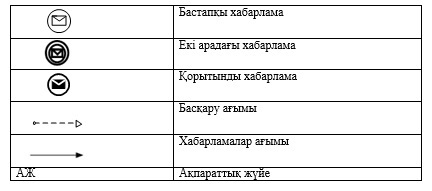 Бастапқы хабарлама
Екі арадағы хабарлама
Қорытынды хабарлама
Басқару ағымы
Хабарламалар ағымы
АЖ Ақпараттық жүйе